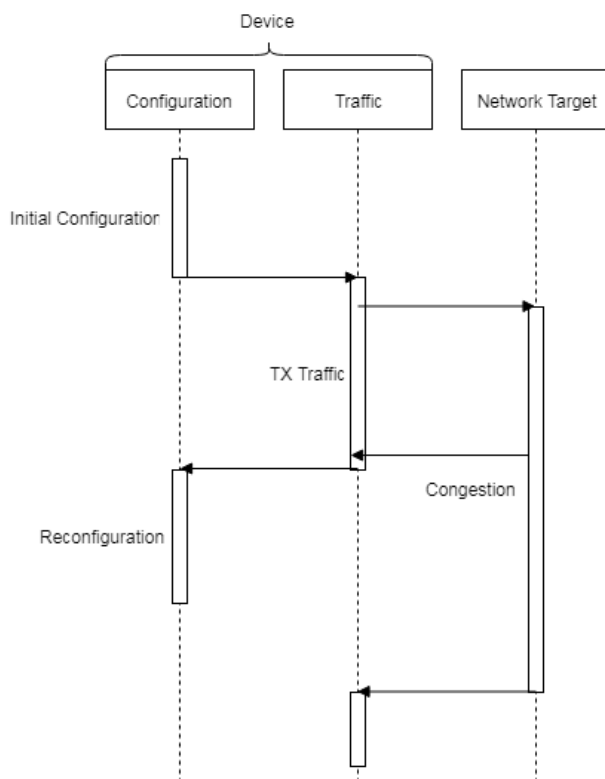 Device
Configuration
Traffic
Network Target
Initial Configuration
TX Traffic
Congestion
Reconfiguration